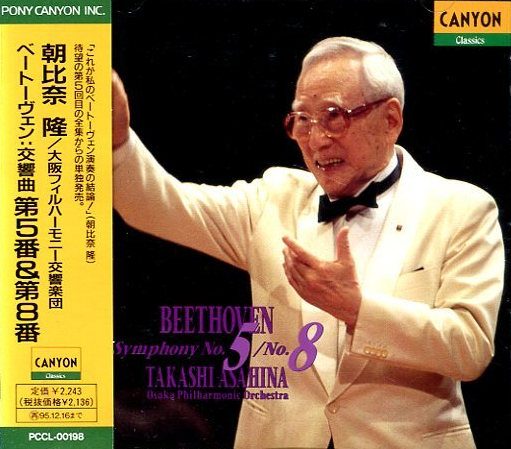 PONY CANYON INC.
「これが私のベートーヴェン演奏の結論!」(朝比奈 隆)
待望の第5回目の全集からの単独発売。
朝比奈 隆/大阪フィルハーモニー交響楽団
ベートーヴェン:交響曲 第5番&第8番
CANYON
Classics
定価¥2,243
(税抜価格¥2,136)
再95.12.16まで
PCCL-00198
CANYON
Classics
BEETHOVEN
Symphony No.5/No.8
TAKASHI ASAHINA
Osaka Philharmonic Orchestra